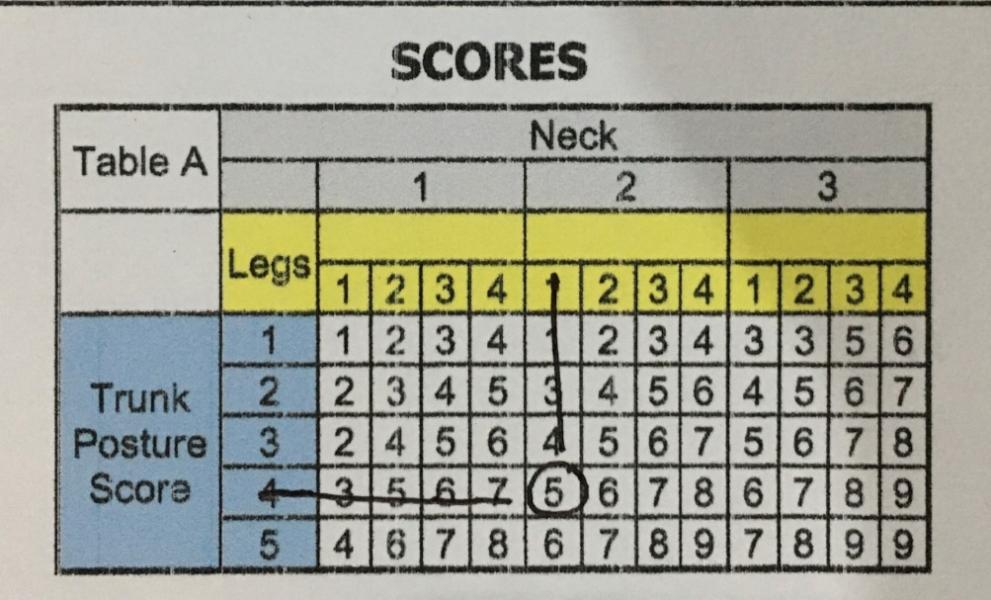 SCORES
Table A
Neck
1 2 3
Legs
1 2 3 4 1 2 3 4 1 2 3 4
Trunk Posture Score
1 1 2 3 4 1 2 3 4 3 3 5 6
2 2 3 4 5 3 4 5 6 4 5 6 7
3 2 4 5 6 4 5 6 7 5 6 7 8
4 3 5 6 7 5 6 7 8 6 7 8 9
5 4 6 7 8 6 7 8 9 7 8 9 9